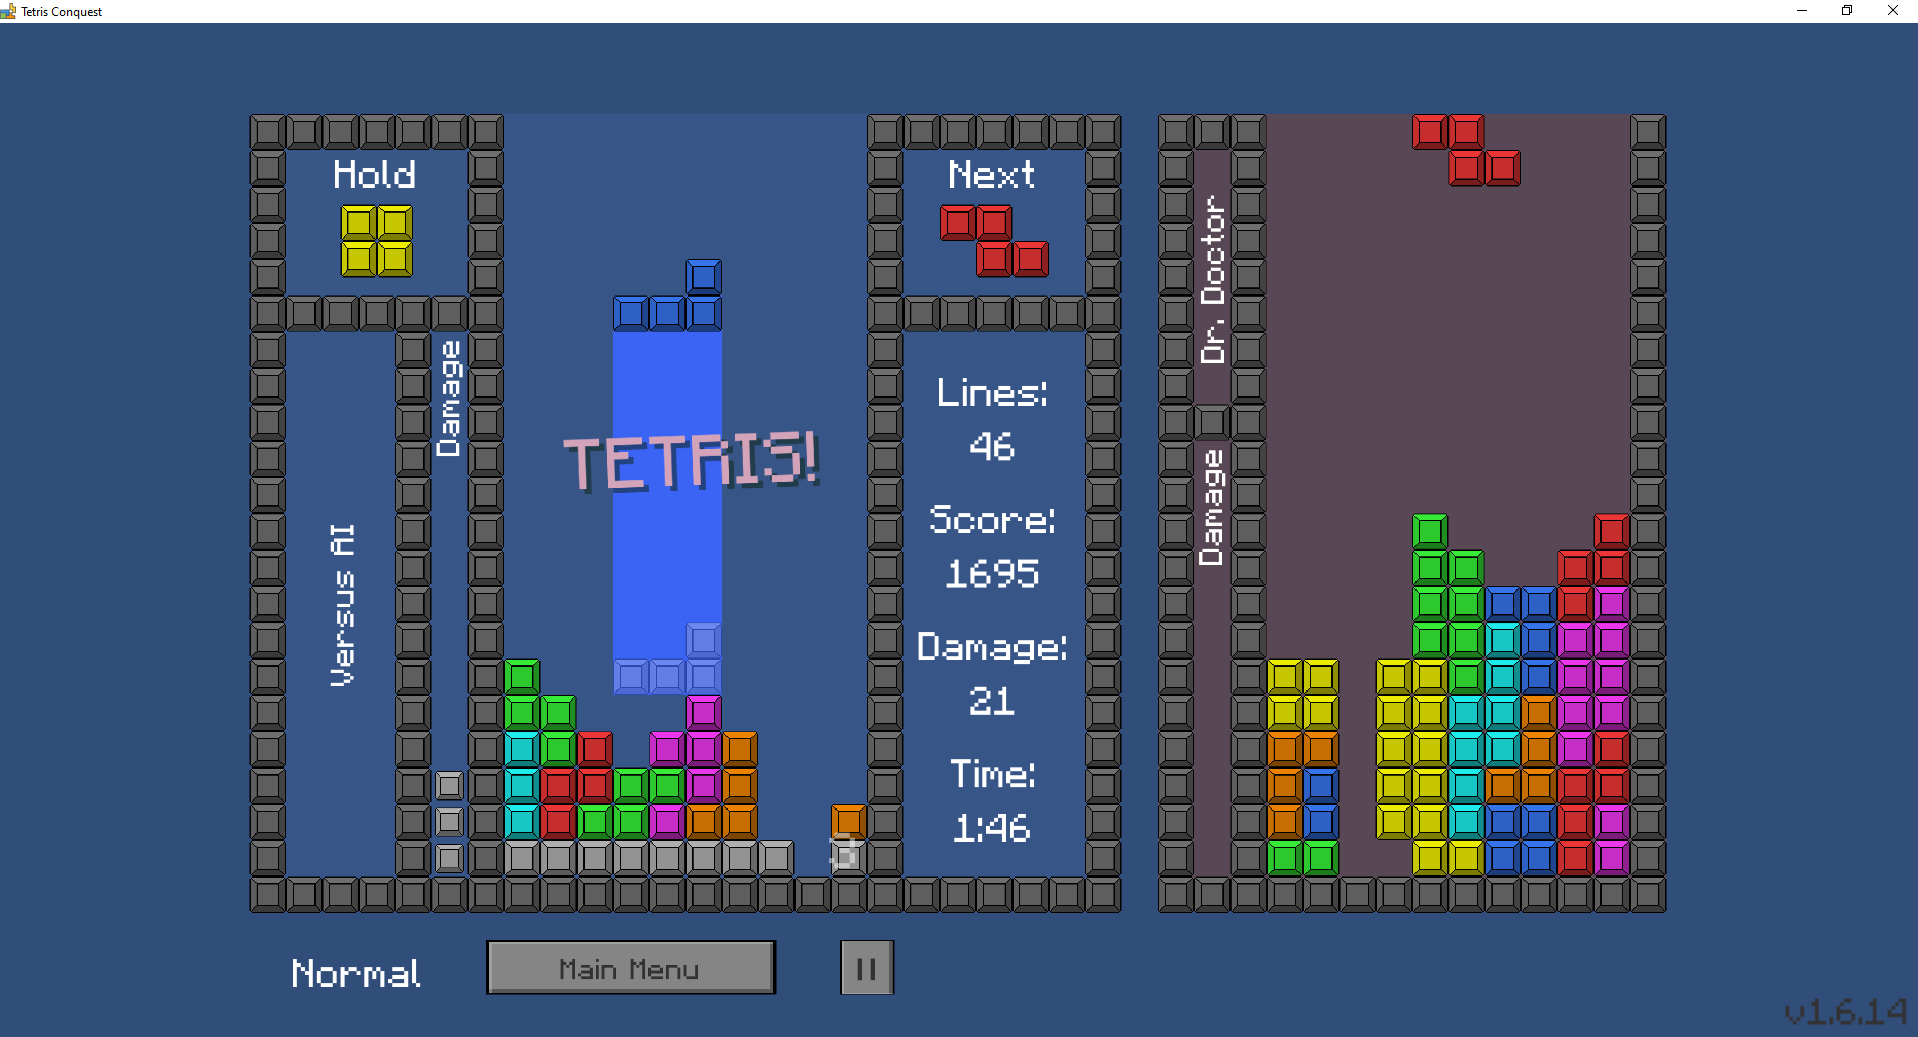 Tetris Conquest
Hold
Next
Dr. Doctor
Damage
Versus AI
TETRIS!
Lines:
46
Score:
1695
Damage:
21
Time:
1:46
Damage
3
Normal
Main Menu
v1.6.14